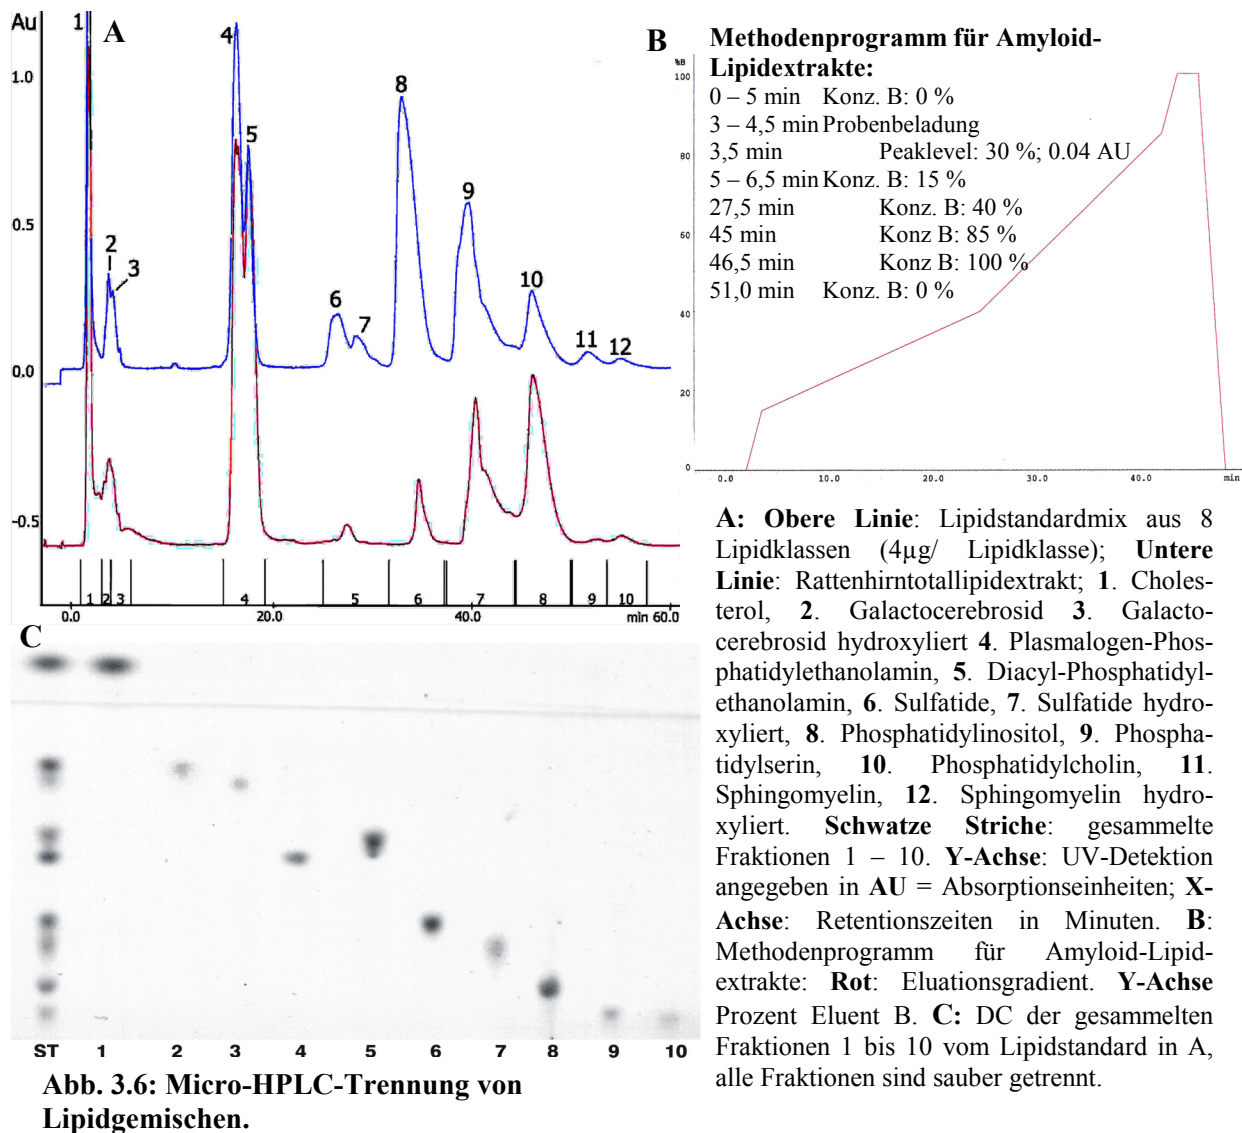 Au
A
1
2
3
4
5
6
7
8
9
10
11
12
1.0
0.5
0.0
-0.5
1
2
3
4
5
6
7
8
9
10
0.0
20.0
40.0
min 60.0
B
Methodenprogramm für Amyloid-
Lipidextrakte:
0 – 5 min Konz. B: 0 %
3 – 4,5 min Probenbeladung
3,5 min Peaklevel: 30 %; 0.04 AU
5 – 6,5 min Konz. B: 15 %
27,5 min Konz. B: 40 %
45 min Konz B: 85 %
46,5 min Konz B: 100 %
51,0 min Konz. B: 0 %
%B
100
80
60
40
20
0
0.0 20.0 30.0 40.0 min
A: Obere Linie: Lipidstandardmix aus 8
Lipidklassen (4µg/ Lipidklasse); Untere
Linie: Rattenhirntotallipidextrakt; 1. Choles-
terol, 2. Galactocerebrosid 3. Galacto-
cerebrosid hydroxyliert 4. Plasmalogen-Phos-
phatidylethanolamin, 5. Diacyl-Phosphatidyl-
ethanolamin, 6. Sulfatide, 7. Sulfatide hydro-
xyliert, 8. Phosphatidylinositol, 9. Phospha-
tidylserin, 10. Phosphatidylcholin, 11.
Sphingomyelin, 12. Sphingomyelin hydro-
xyliert. Schwatze Striche: gesammelte
Fraktionen 1 – 10. Y-Achse: UV-Detektion
angegeben in AU = Absorptionseinheiten; X-
Achse: Retentionszeiten in Minuten. B:
Methodenprogramm für Amyloid-Lipid-
extrakte: Rot: Eluationsgradient. Y-Achse
Prozent Eluent B. C: DC der gesammelten
Fraktionen 1 bis 10 vom Lipidstandard in A,
alle Fraktionen sind sauber getrennt.
C
ST 1 2 3 4 5 6 7 8 9 10
Abb. 3.6: Micro-HPLC-Trennung von
Lipidgemischen.